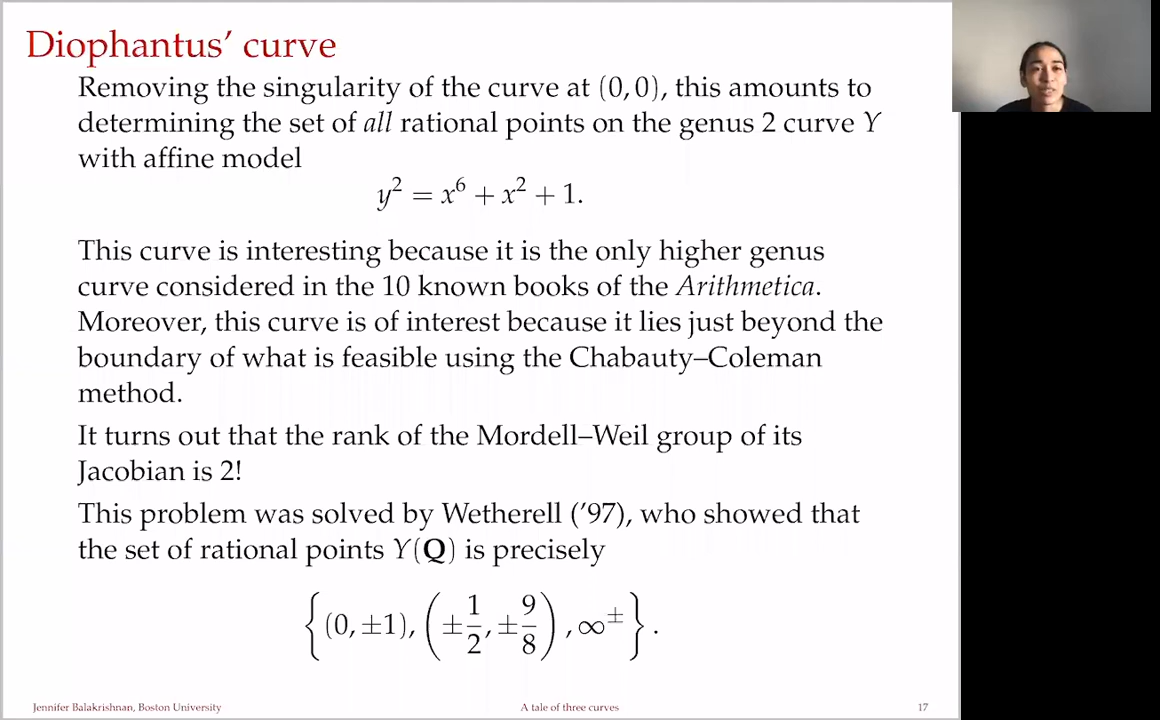 Diophantus’ curve
Removing the singularity of the curve at (0, 0), this amounts to
determining the set of all rational points on the genus 2 curve Y
with affine model
y² = x⁶ + x² + 1.
This curve is interesting because it is the only higher genus
curve considered in the 10 known books of the Arithmetica.
Moreover, this curve is of interest because it lies just beyond the
boundary of what is feasible using the Chabauty–Coleman
method.
It turns out that the rank of the Mordell–Weil group of its
Jacobian is 2!
This problem was solved by Wetherell (’97), who showed that
the set of rational points Y(Q) is precisely
{(0, ±1), (±1/2, ±9/8), ∞±}.
Jennifer Balakrishnan, Boston University
A tale of three curves
17